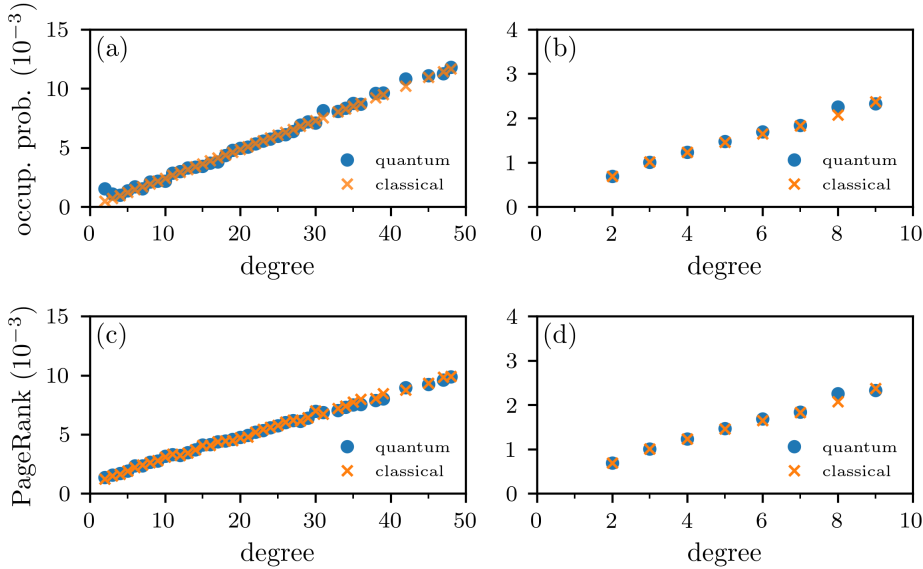 (a)
occup. prob. (10⁻³)
15
10
5
0
quantum
classical
0 10 20 30 40 50
degree
(b)
4
3
2
1
0
quantum
classical
0 2 4 6 8 10
degree
(c)
PageRank (10⁻³)
15
10
5
0
quantum
classical
0 10 20 30 40 50
degree
(d)
4
3
2
1
0
quantum
classical
0 2 4 6 8 10
degree